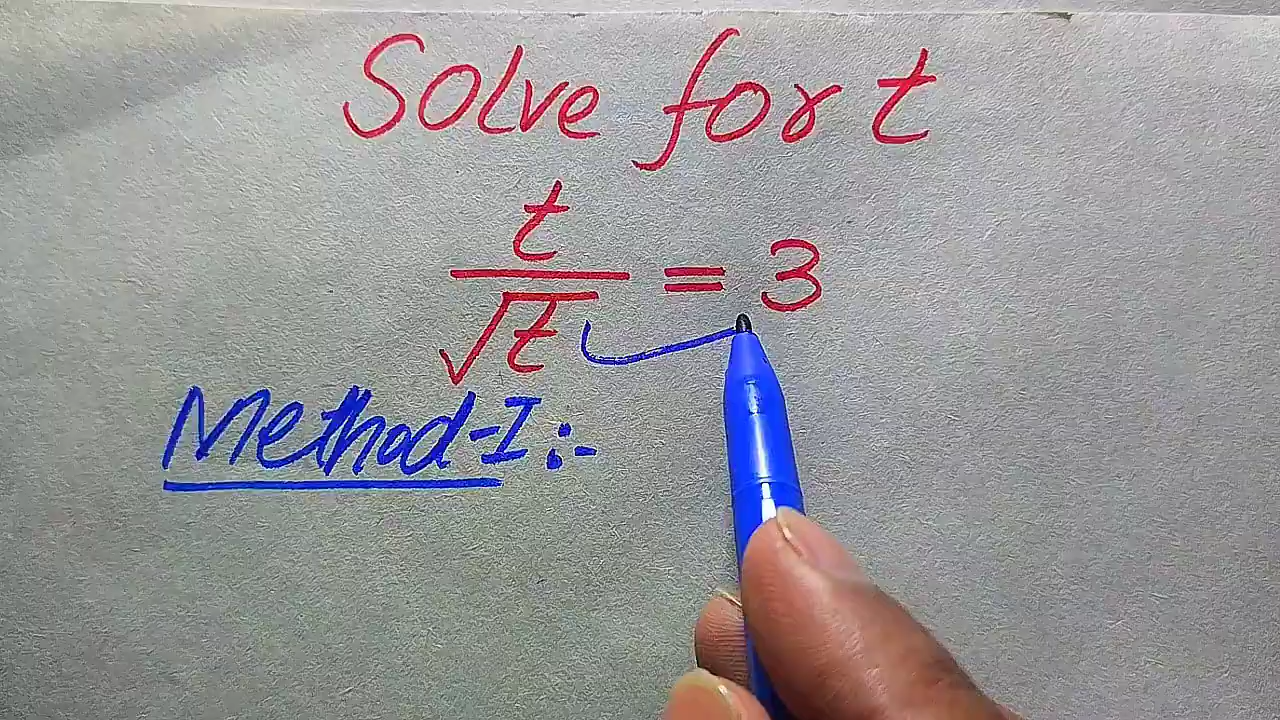 Solve for t
t/√t = 3
Method-I :-